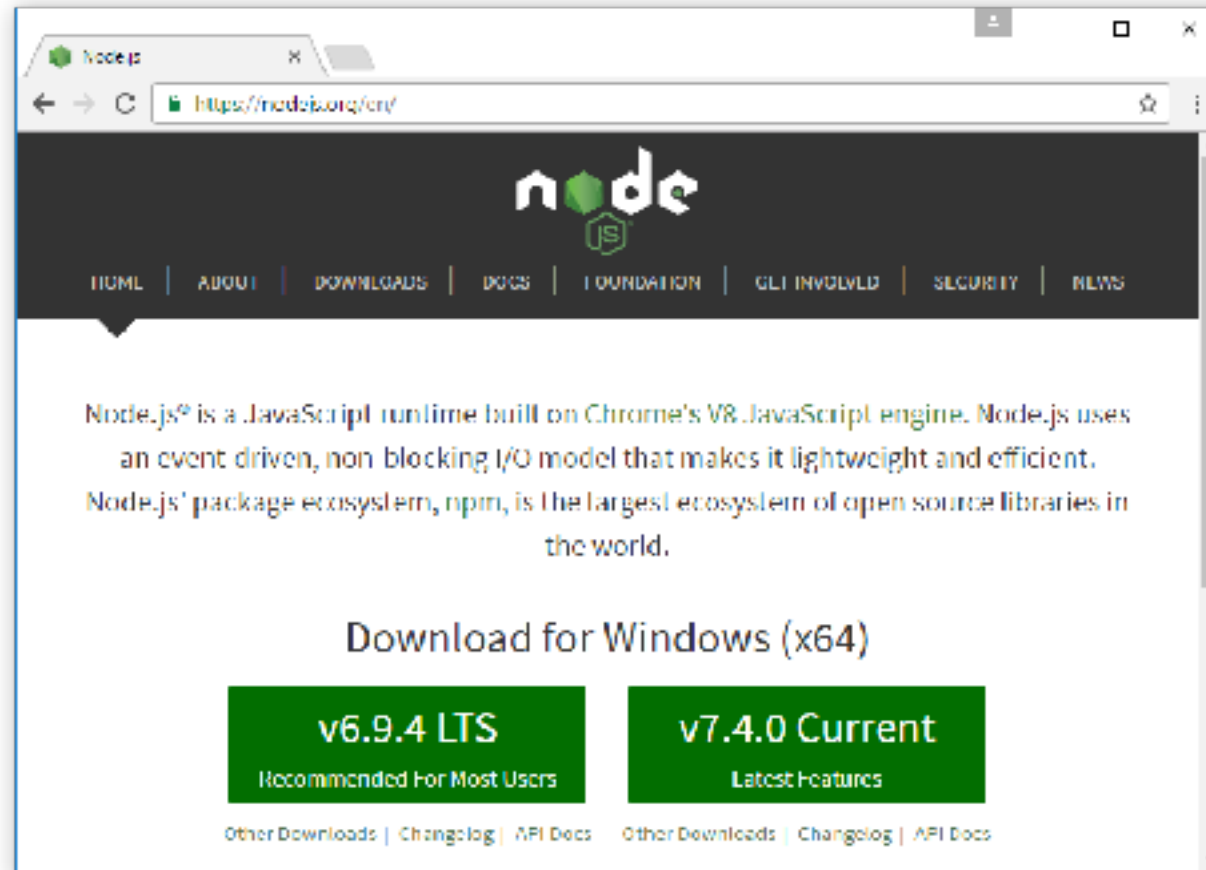 Node.js
https://nodejs.org/en/
node
JS
HOME | ABOUT | DOWNLOADS | DOCS | FOUNDATION | GET INVOLVED | SECURITY | NEWS
Node.js® is a JavaScript runtime built on Chrome's V8 JavaScript engine. Node.js uses
an event-driven, non-blocking I/O model that makes it lightweight and efficient.
Node.js' package ecosystem, npm, is the largest ecosystem of open source libraries in
the world.
Download for Windows (x64)
v6.9.4 LTS
Recommended For Most Users
v7.4.0 Current
Latest Features
Other Downloads | Changelog | API Docs
Other Downloads | Changelog | API Docs